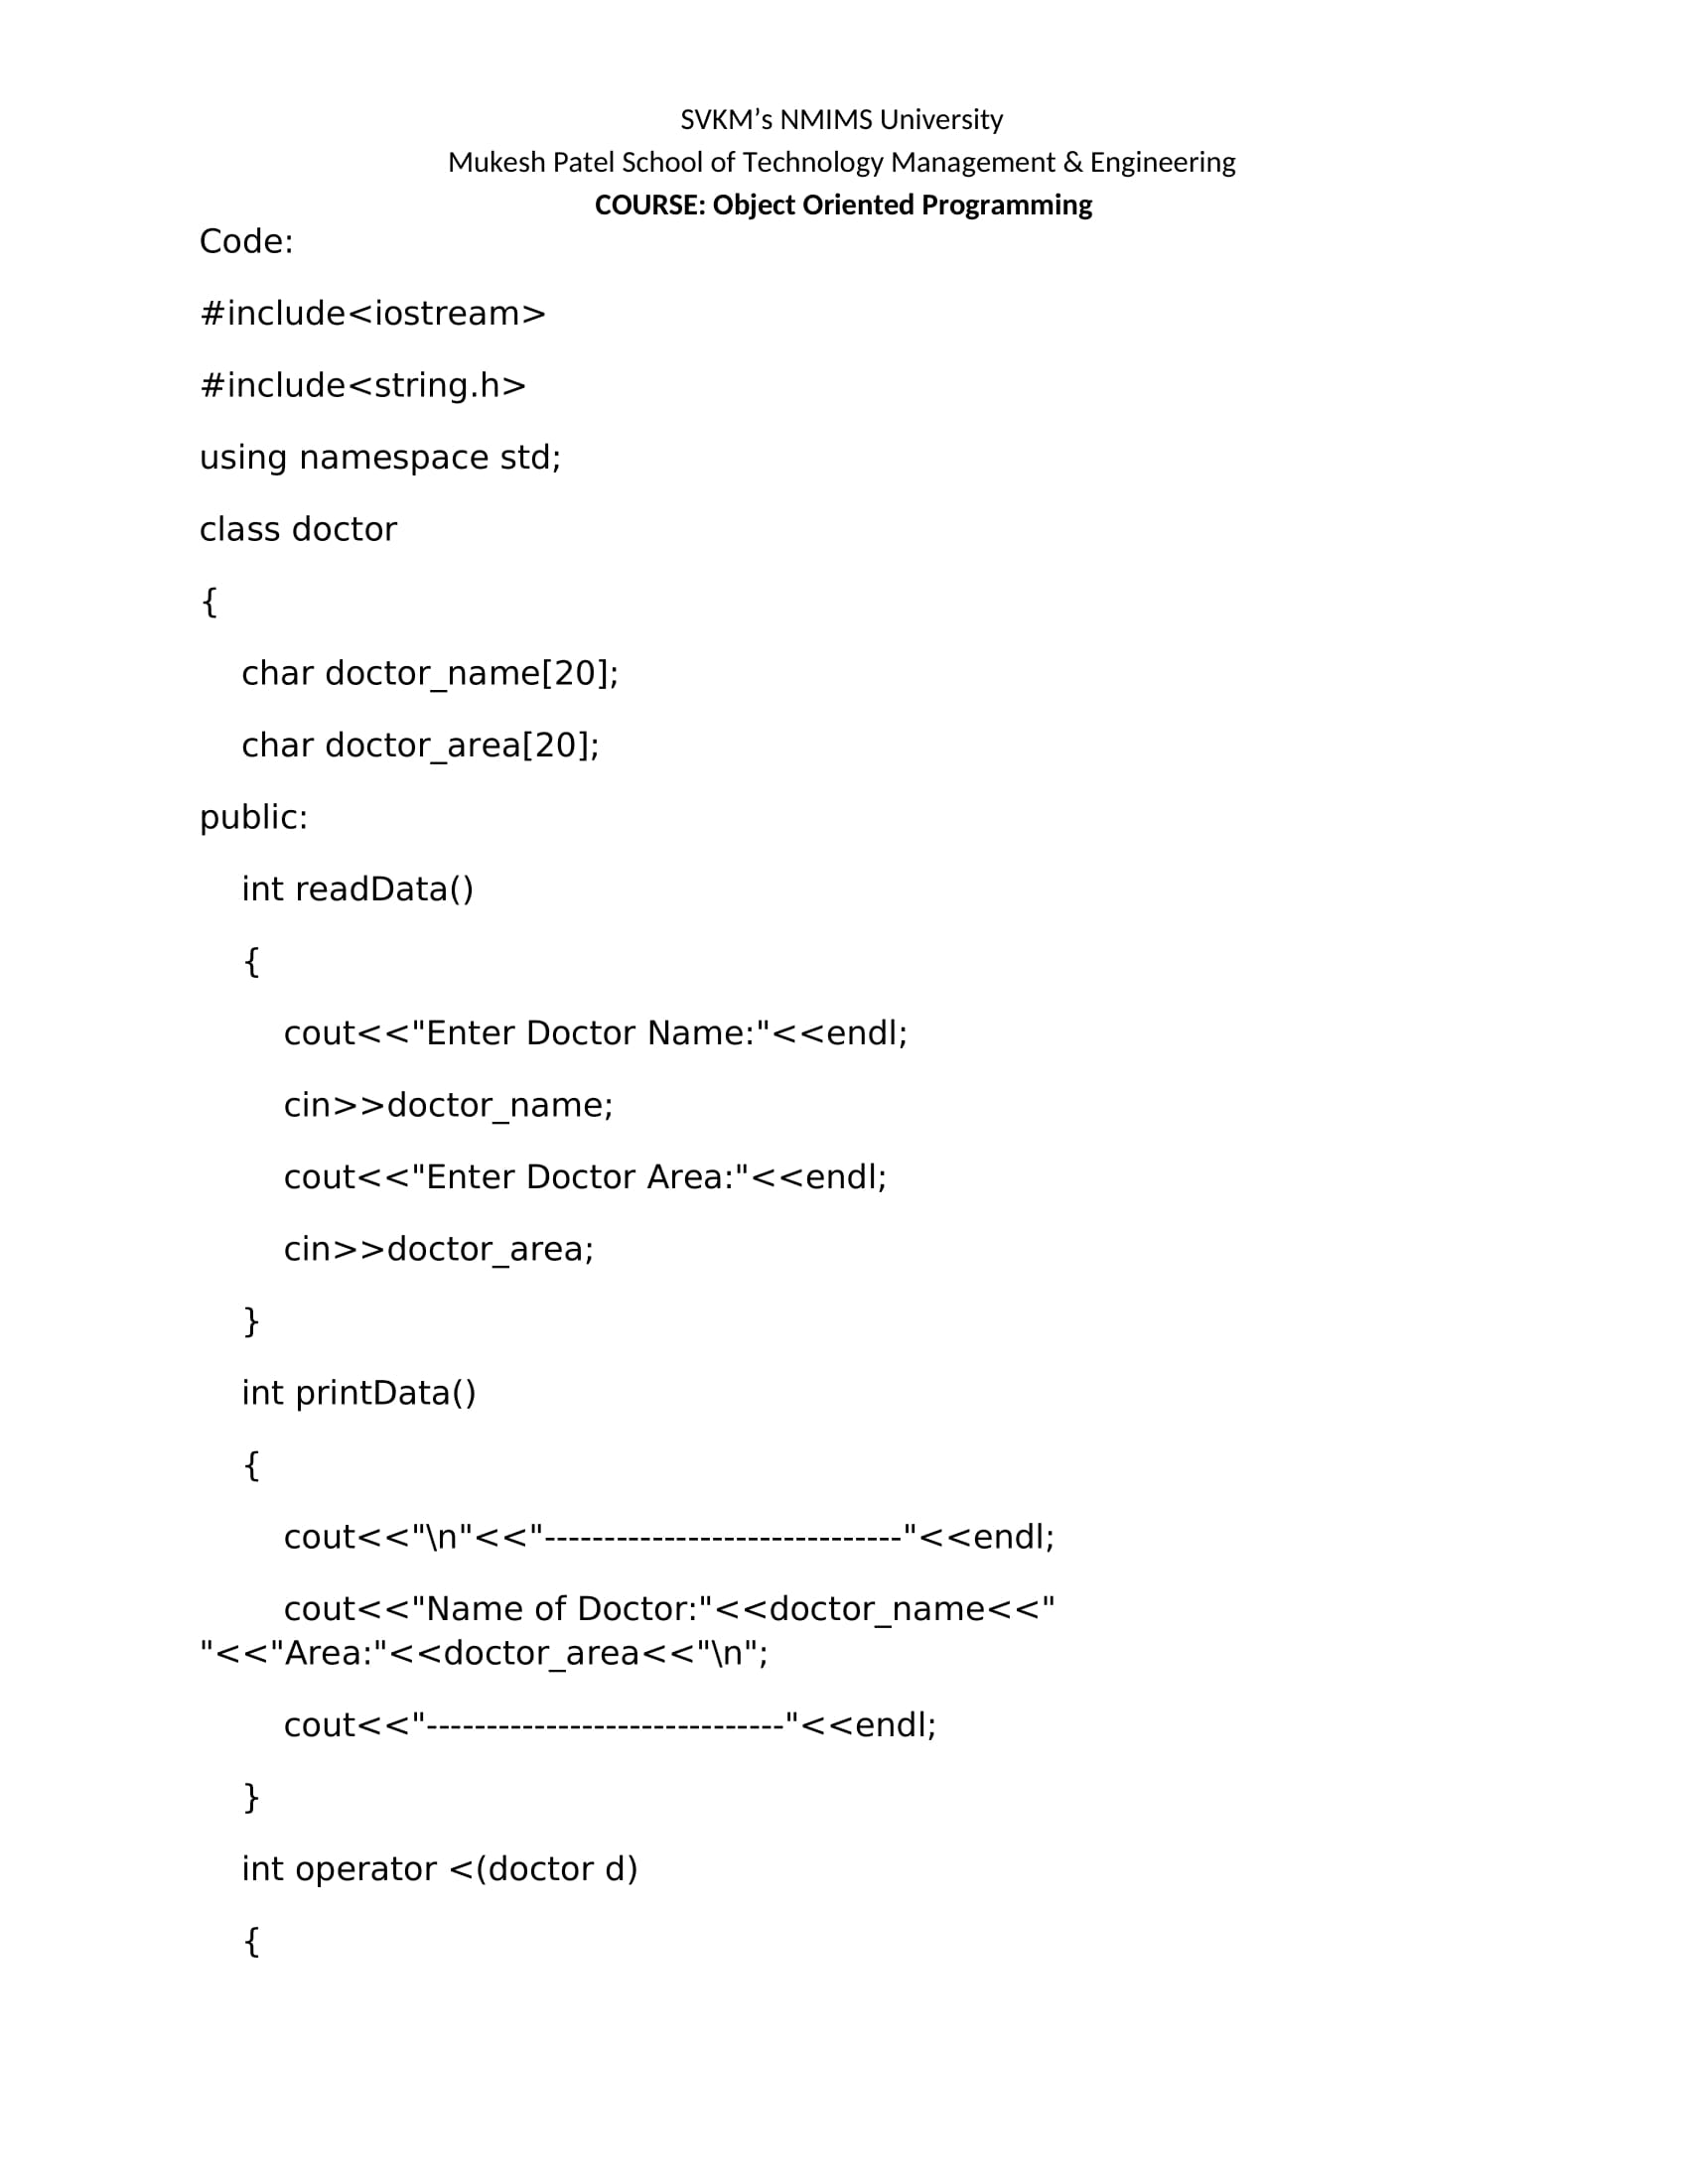 SVKM’s NMIMS University
Mukesh Patel School of Technology Management & Engineering
COURSE: Object Oriented Programming
Code:
#include<iostream>
#include<string.h>
using namespace std;
class doctor
{
char doctor_name[20];
char doctor_area[20];
public:
int readData()
{
cout<<"Enter Doctor Name:"<<endl;
cin>>doctor_name;
cout<<"Enter Doctor Area:"<<endl;
cin>>doctor_area;
}
int printData()
{
cout<<"\n"<<"------------------------------"<<endl;
cout<<"Name of Doctor:"<<doctor_name<<"
"<<"Area:"<<doctor_area<<"\n";
cout<<"------------------------------"<<endl;
}
int operator <(doctor d)
{